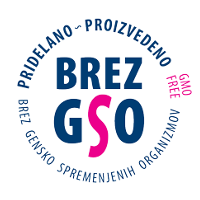 PRIDELANO~PROIZVEDENO
BREZ
GSO
GMO
FREE
BREZ GENSKO SPREMENJENIH ORGANIZMOV